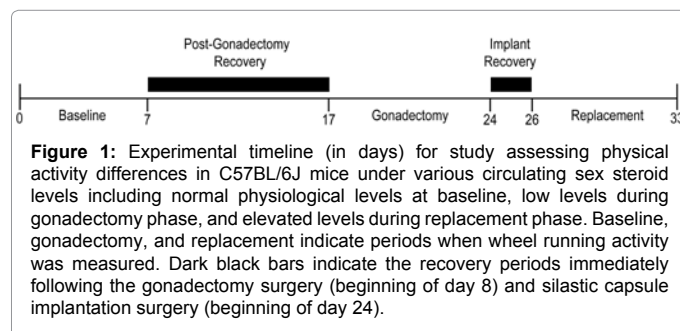 Post-Gonadectomy Recovery
Implant Recovery
0 Baseline 7 17 Gonadectomy 24 26 Replacement 33
Figure 1: Experimental timeline (in days) for study assessing physical
activity differences in C57BL/6J mice under various circulating sex steroid
levels including normal physiological levels at baseline, low levels during
gonadectomy phase, and elevated levels during replacement phase. Baseline,
gonadectomy, and replacement indicate periods when wheel running activity
was measured. Dark black bars indicate the recovery periods immediately
following the gonadectomy surgery (beginning of day 8) and silastic capsule
implantation surgery (beginning of day 24).